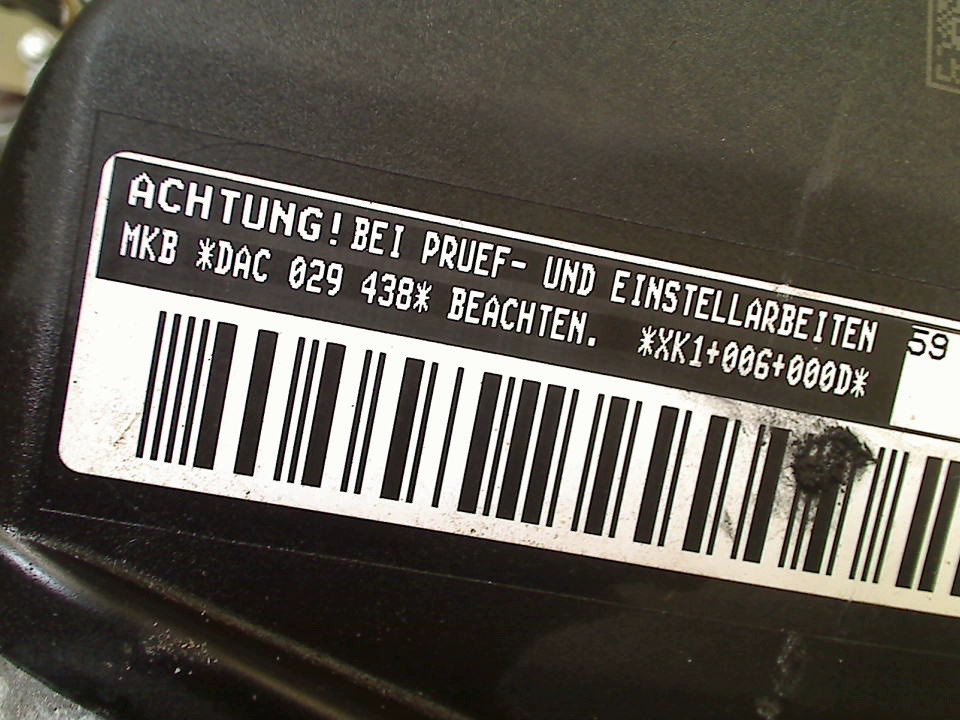 ACHTUNG! BEI PRUEF- UND EINSTELLARBEITEN
MKB *DAC 029 438* BEACHTEN. *XK1+006+000D*
59